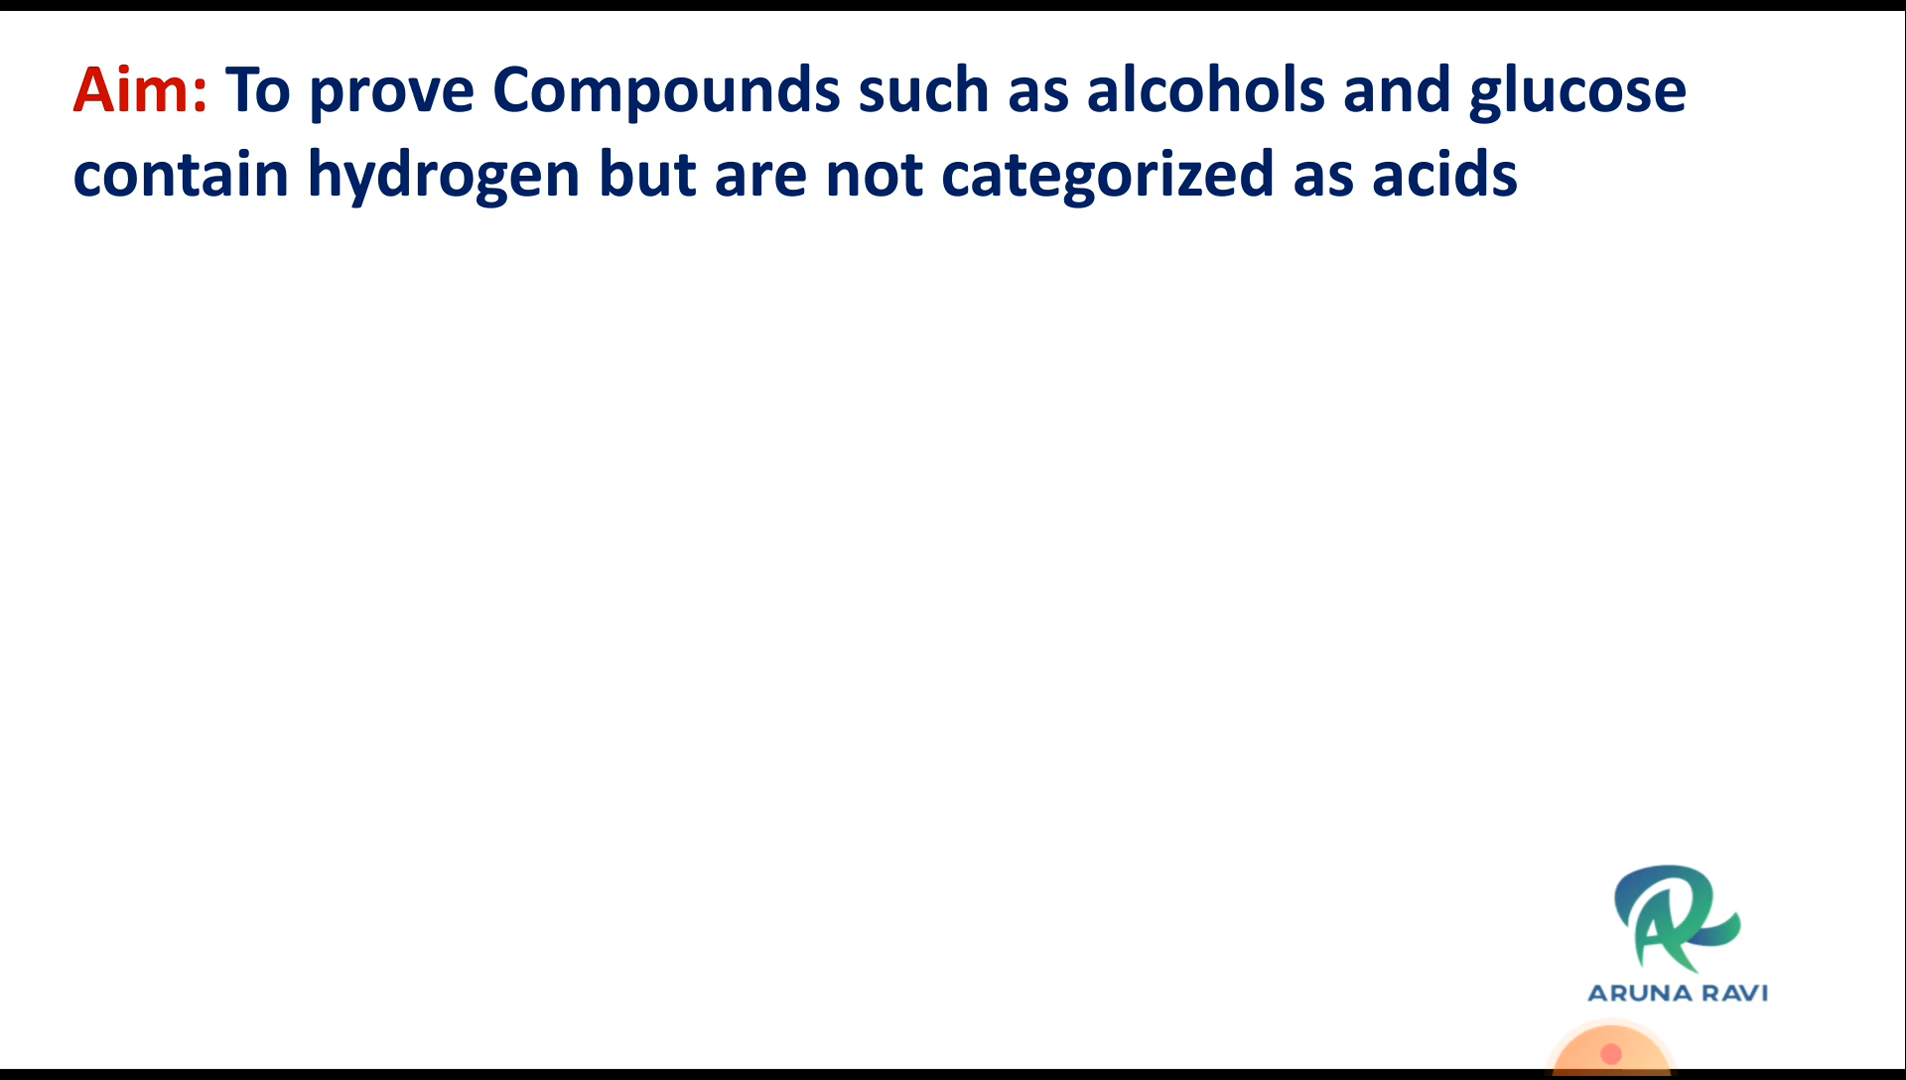 Aim: To prove Compounds such as alcohols and glucose
contain hydrogen but are not categorized as acids
ARUNA RAVI